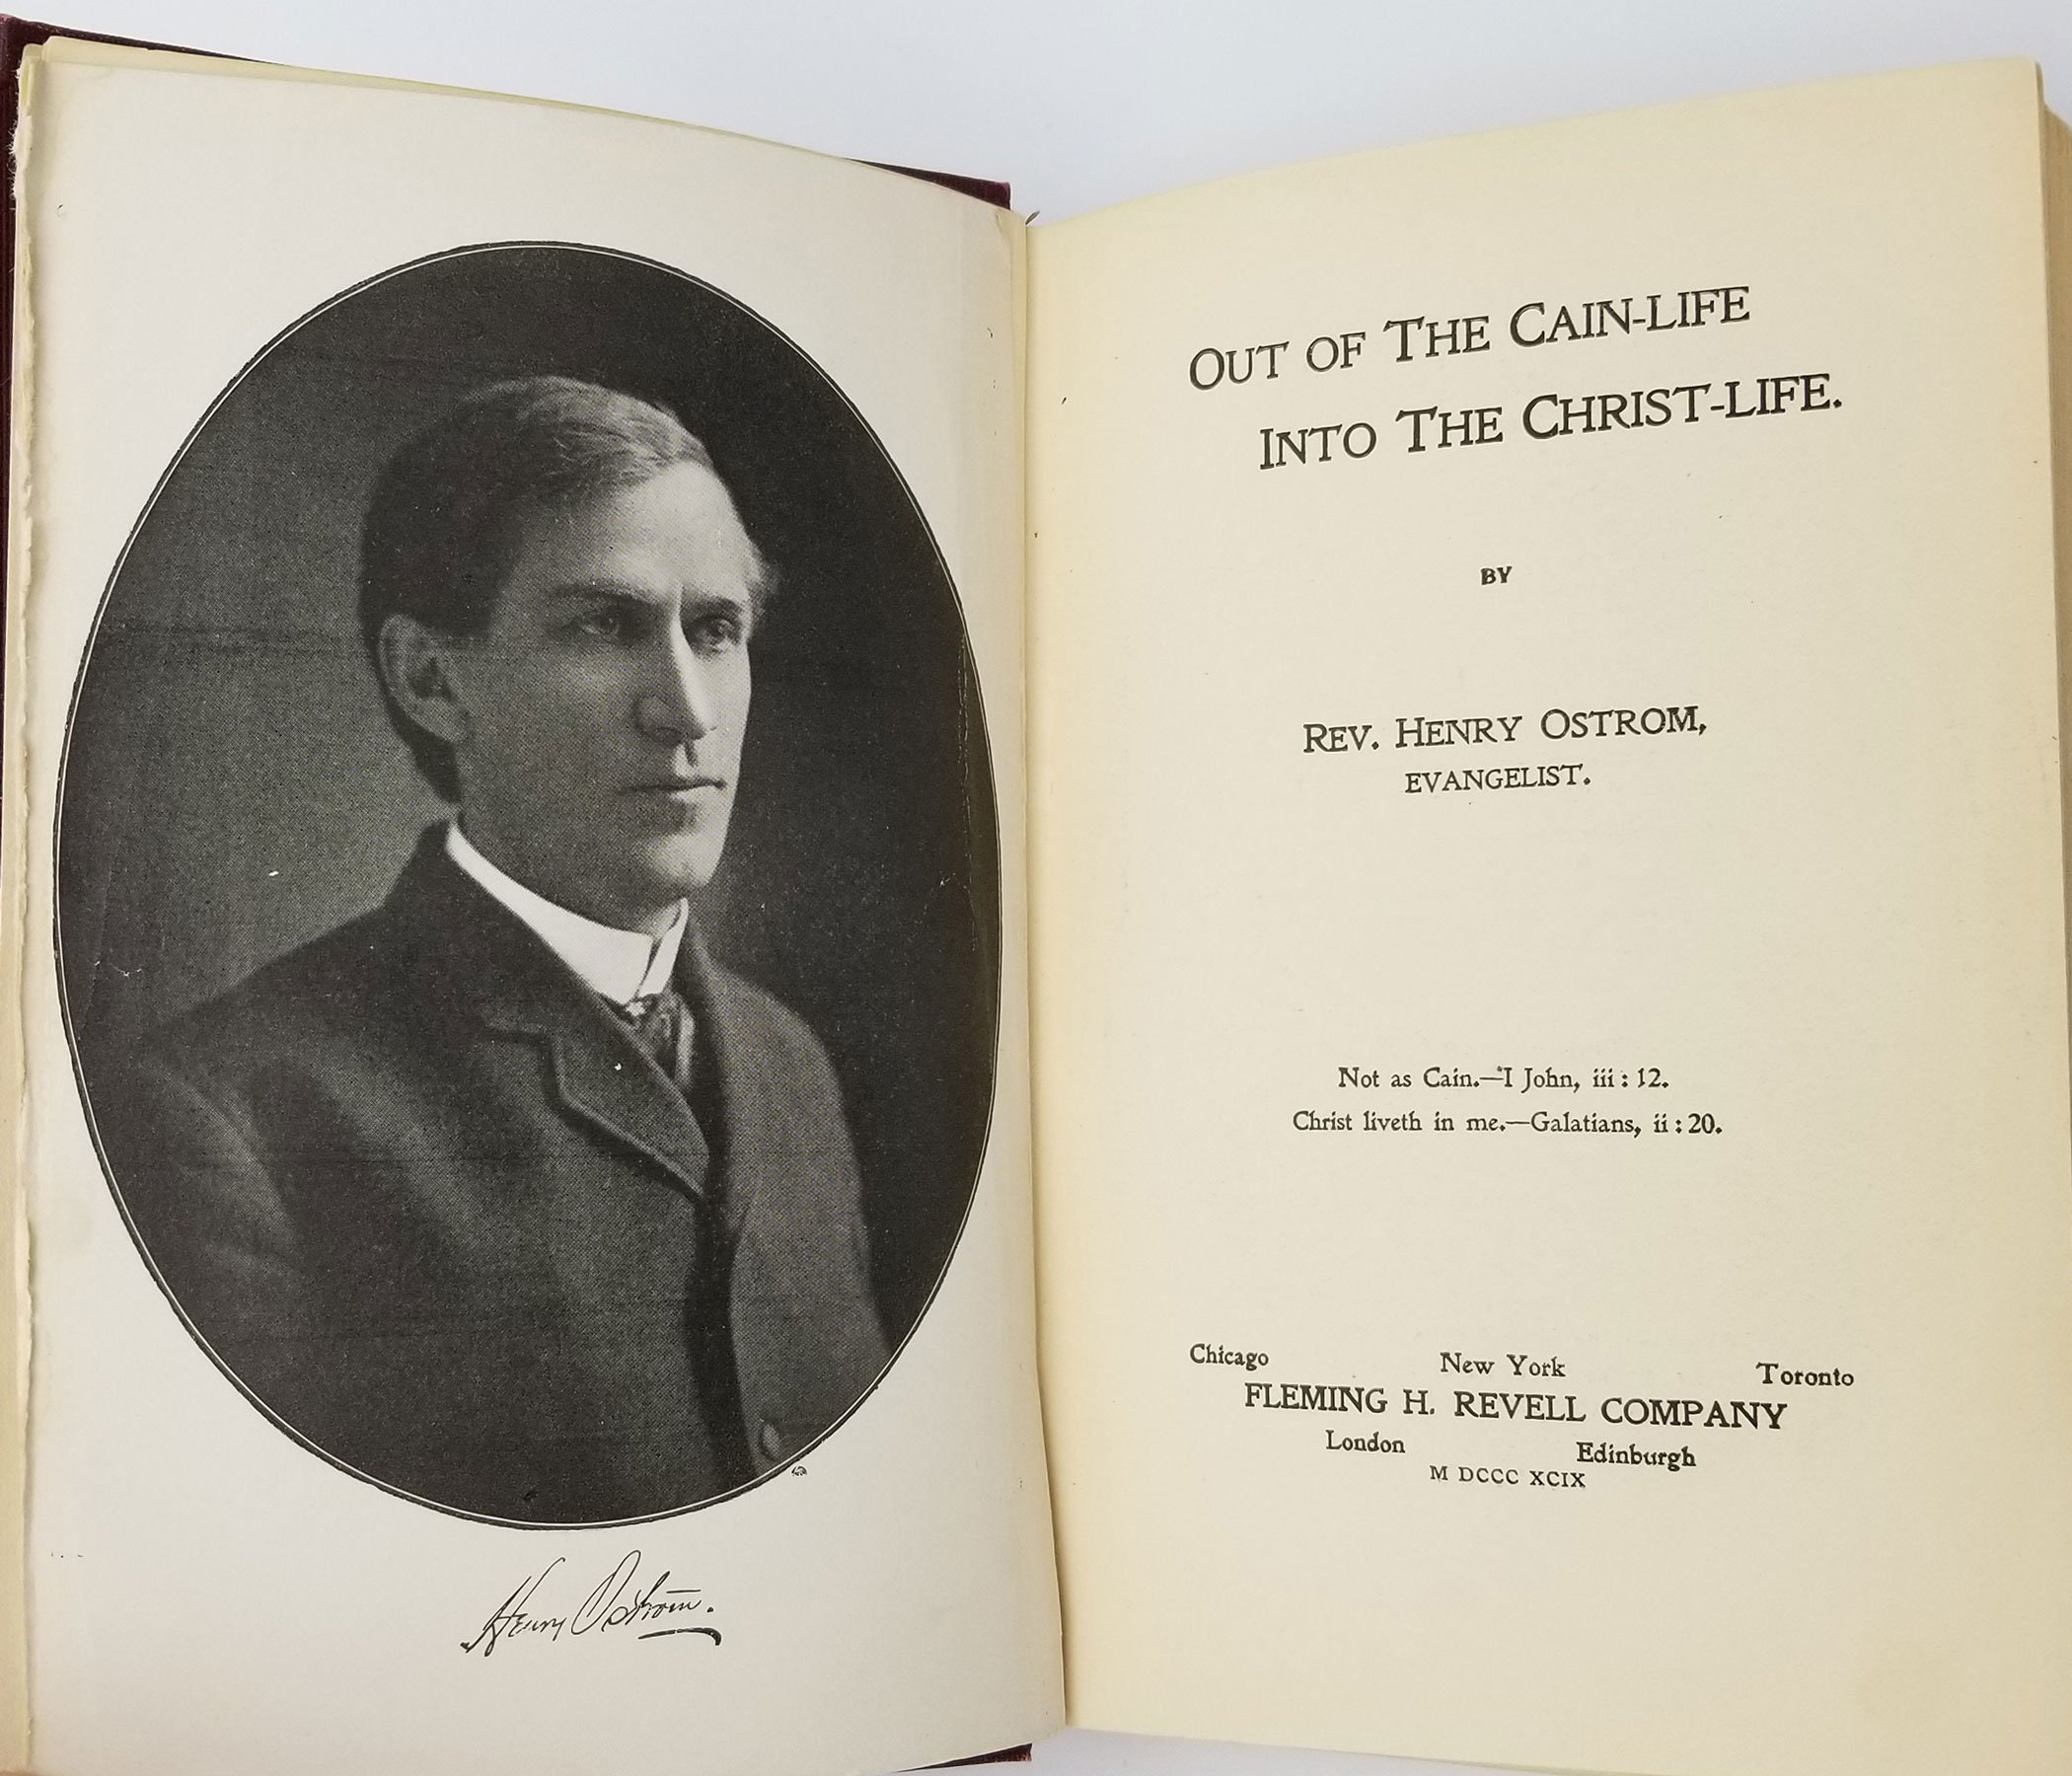 Henry Ostrom.
OUT OF THE CAIN-LIFE
INTO THE CHRIST-LIFE.
BY
REV. HENRY OSTROM,
EVANGELIST.
Not as Cain.—I John, iii : 12.
Christ liveth in me.—Galatians, ii : 20.
Chicago New York Toronto
FLEMING H. REVELL COMPANY
London Edinburgh
M DCCC XCIX